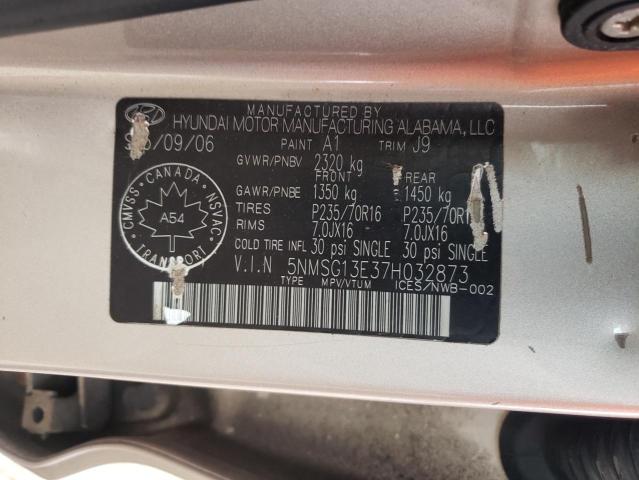 MANUFACTURED BY
HYUNDAI MOTOR MANUFACTURING ALABAMA, LLC
/09/06 PAINT A1 TRIM J9
GVWR/PNBV 2320 kg
FRONT REAR
GAWR/PNBE 1350 kg 1450 kg
TIRES P235/70R16 P235/70R1
RIMS 7.0JX16 7.0JX16
COLD TIRE INFL 30 psi SINGLE 30 psi SINGLE
V.I.N 5NMSG13E37H032873
TYPE MPV/VTUM ICES/NWB-002
CMVSS · CANADA · NSVAC
A54
TRANSPORT